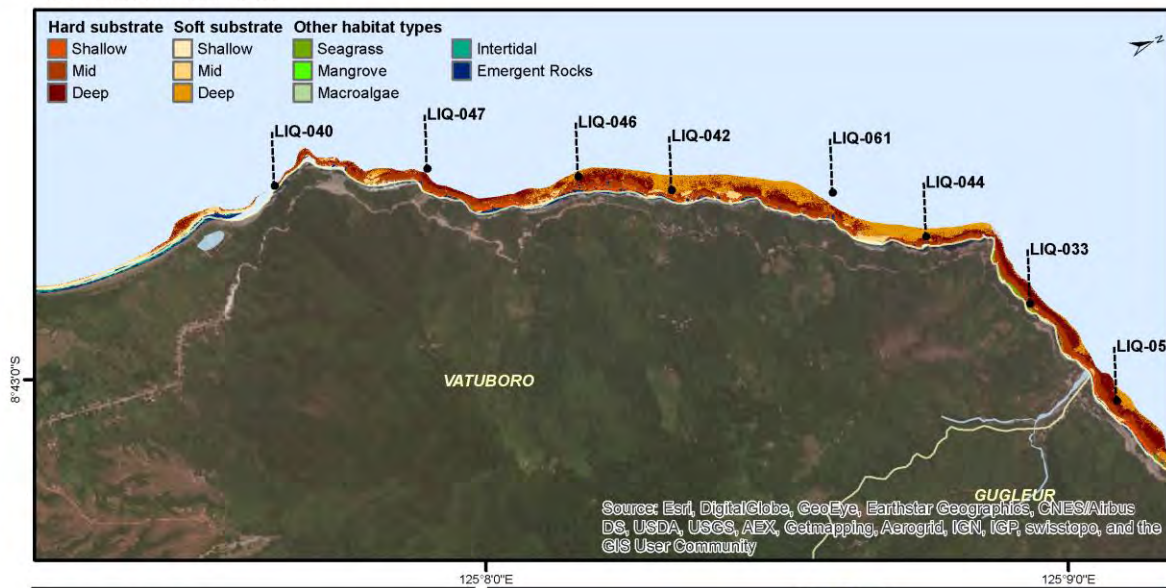 Hard substrate Soft substrate Other habitat types
Shallow Shallow Seagrass Intertidal
Mid Mid Mangrove Emergent Rocks
Deep Deep Macroalgae
N
LIQ-040
LIQ-047
LIQ-046
LIQ-042
LIQ-061
LIQ-044
LIQ-033
LIQ-05
8°43'0"S
VATUBORO
GUGLEUR
Source: Esri, DigitalGlobe, GeoEye, Earthstar Geographics, CNES/Airbus
DS, USDA, USGS, AEX, Getmapping, Aerogrid, IGN, IGP, swisstopo, and the
GIS User Community
125°8'0"E
125°9'0"E